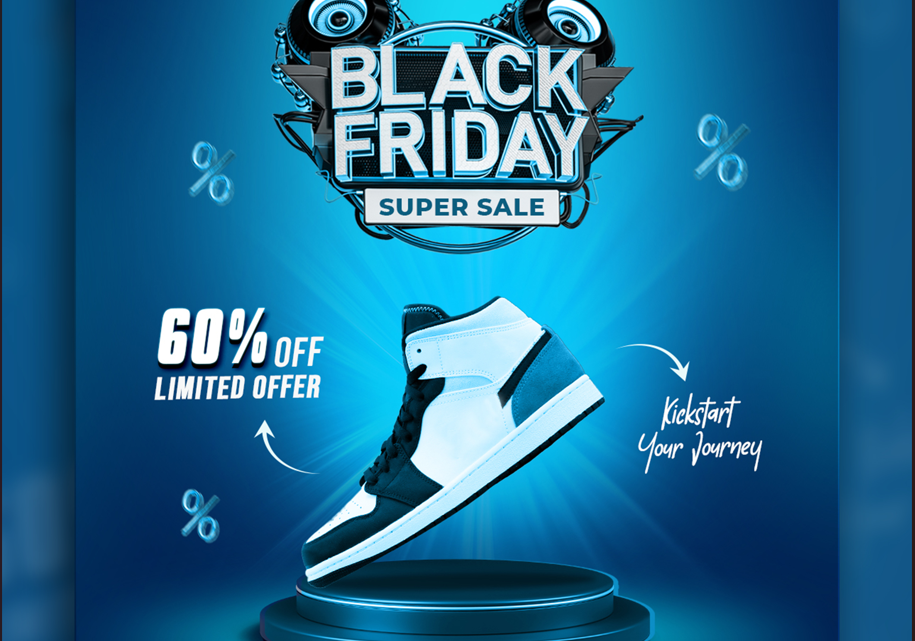 BLACK
FRIDAY
SUPER SALE
60% OFF
LIMITED OFFER
Kickstart
Your Journey
%
%
%